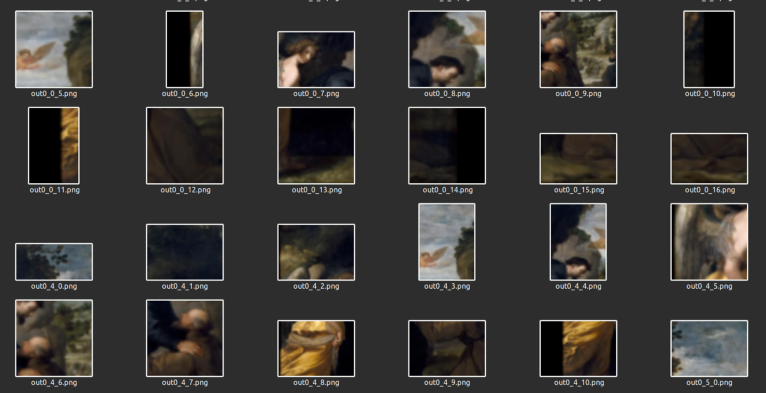 out0_0_5.png out0_0_6.png out0_0_7.png out0_0_8.png out0_0_9.png out0_0_10.png
out0_0_11.png out0_0_12.png out0_0_13.png out0_0_14.png out0_0_15.png out0_0_16.png
out0_4_0.png out0_4_1.png out0_4_2.png out0_4_3.png out0_4_4.png out0_4_5.png
out0_4_6.png out0_4_7.png out0_4_8.png out0_4_9.png out0_4_10.png out0_5_0.png